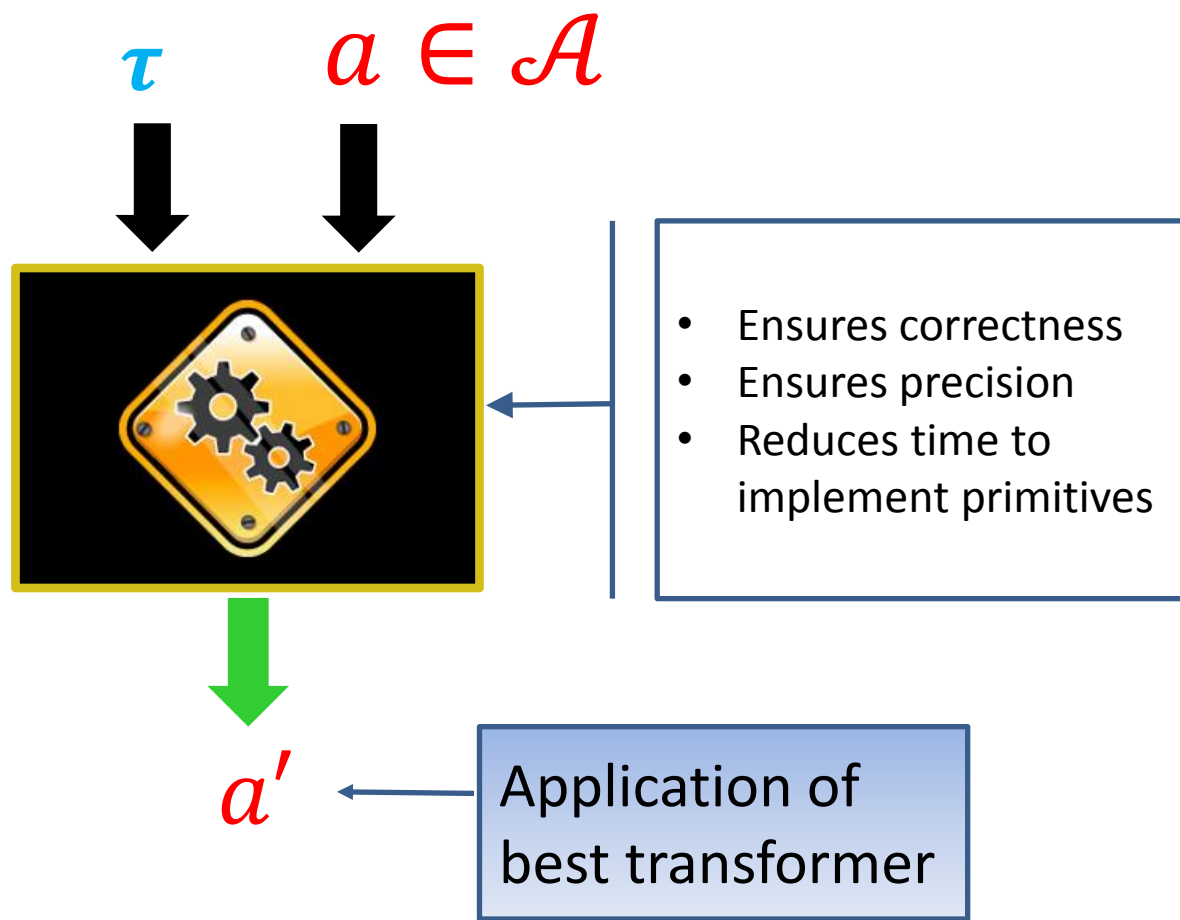 τ a ∈ 𝒜
• Ensures correctness
• Ensures precision
• Reduces time to
implement primitives
a′
Application of
best transformer